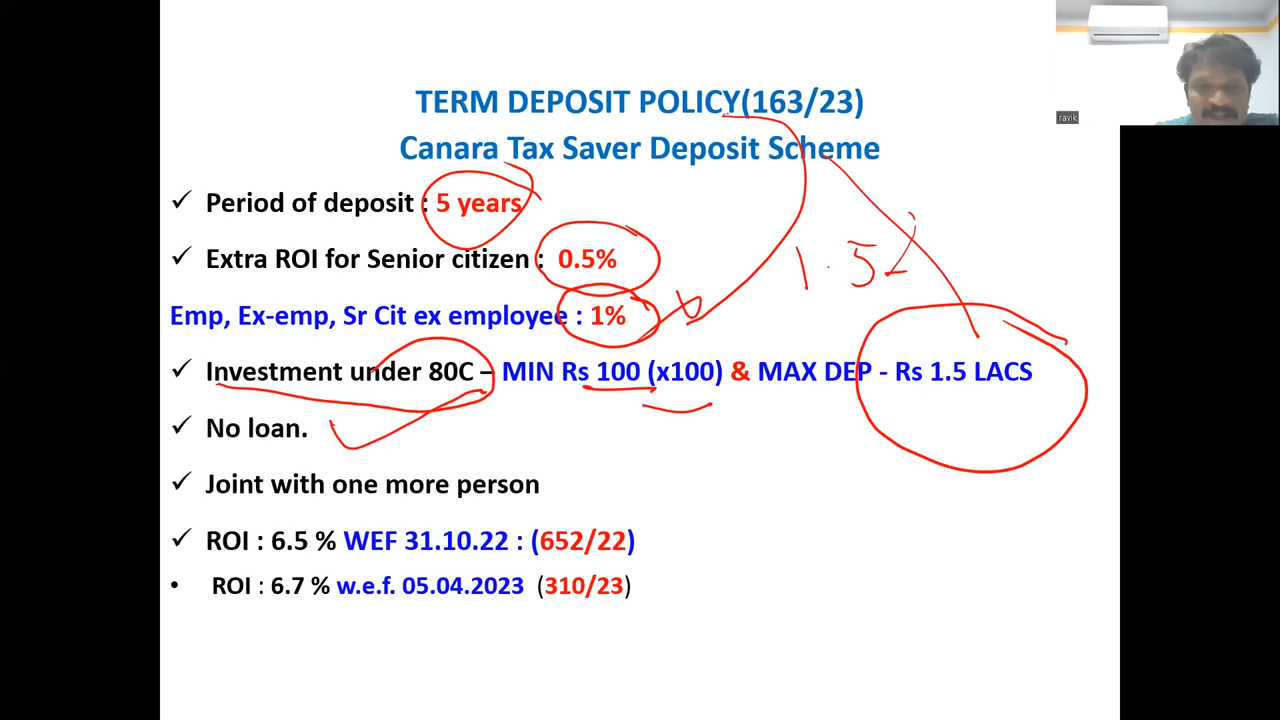 TERM DEPOSIT POLICY(163/23)
Canara Tax Saver Deposit Scheme
✓ Period of deposit : 5 years
✓ Extra ROI for Senior citizen : 0.5%
Emp, Ex-emp, Sr Cit ex employee : 1%
1.5L
✓ Investment under 80C – MIN Rs 100 (x100) & MAX DEP - Rs 1.5 LACS
✓ No loan.
✓ Joint with one more person
✓ ROI : 6.5 % WEF 31.10.22 : (652/22)
• ROI : 6.7 % w.e.f. 05.04.2023 (310/23)
ravik